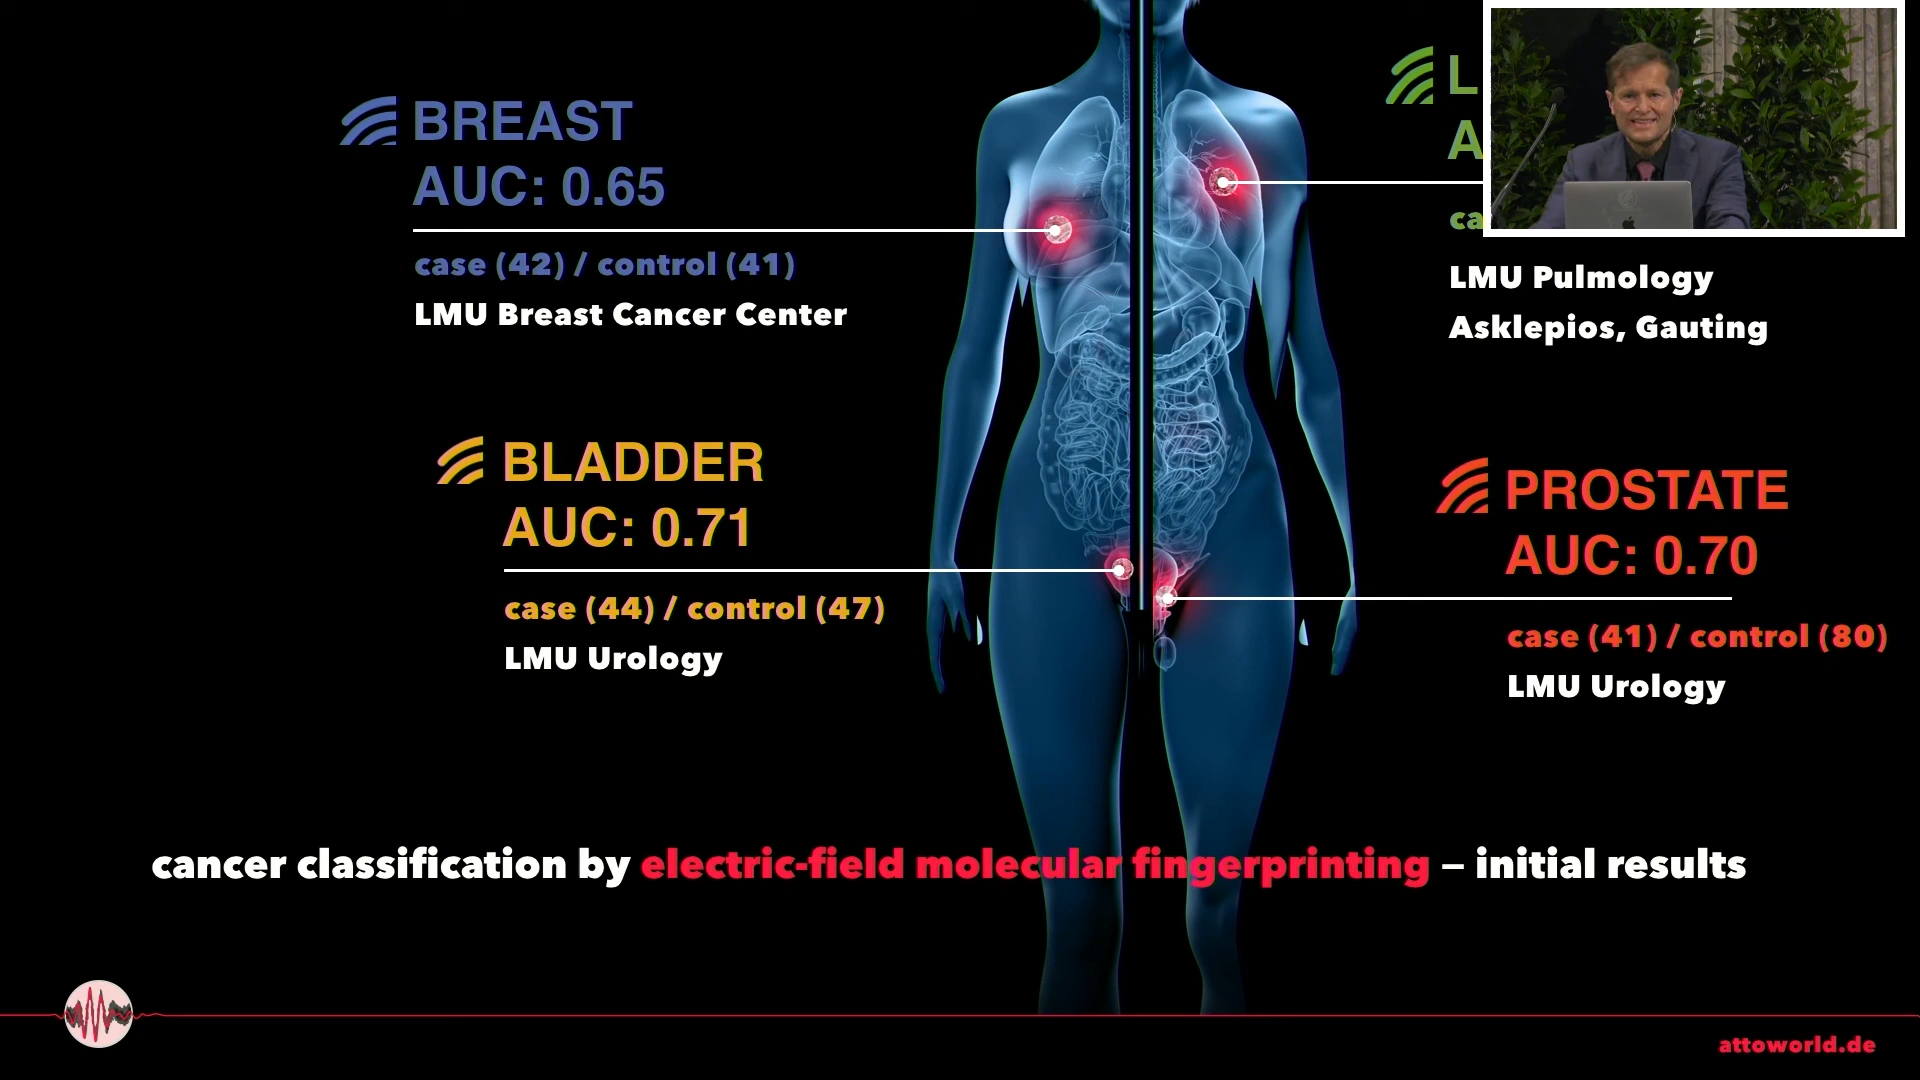 BREAST
AUC: 0.65
case (42) / control (41)
LMU Breast Cancer Center
LMU Pulmology
Asklepios, Gauting
BLADDER
AUC: 0.71
case (44) / control (47)
LMU Urology
PROSTATE
AUC: 0.70
case (41) / control (80)
LMU Urology
cancer classification by electric-field molecular fingerprinting – initial results
attoworld.de